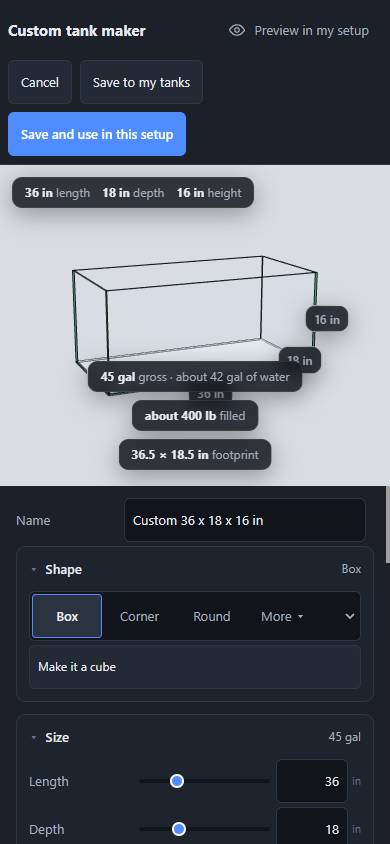 Custom tank maker
Preview in my setup
Cancel
Save to my tanks
Save and use in this setup
36 in length 18 in depth 16 in height
16 in
18 in
45 gal gross · about 42 gal of water
36 in
about 400 lb filled
36.5 × 18.5 in footprint
Name
Custom 36 x 18 x 16 in
Shape
Box
Box
Corner
Round
More
Make it a cube
Size
45 gal
Length
36 in
Depth
18 in